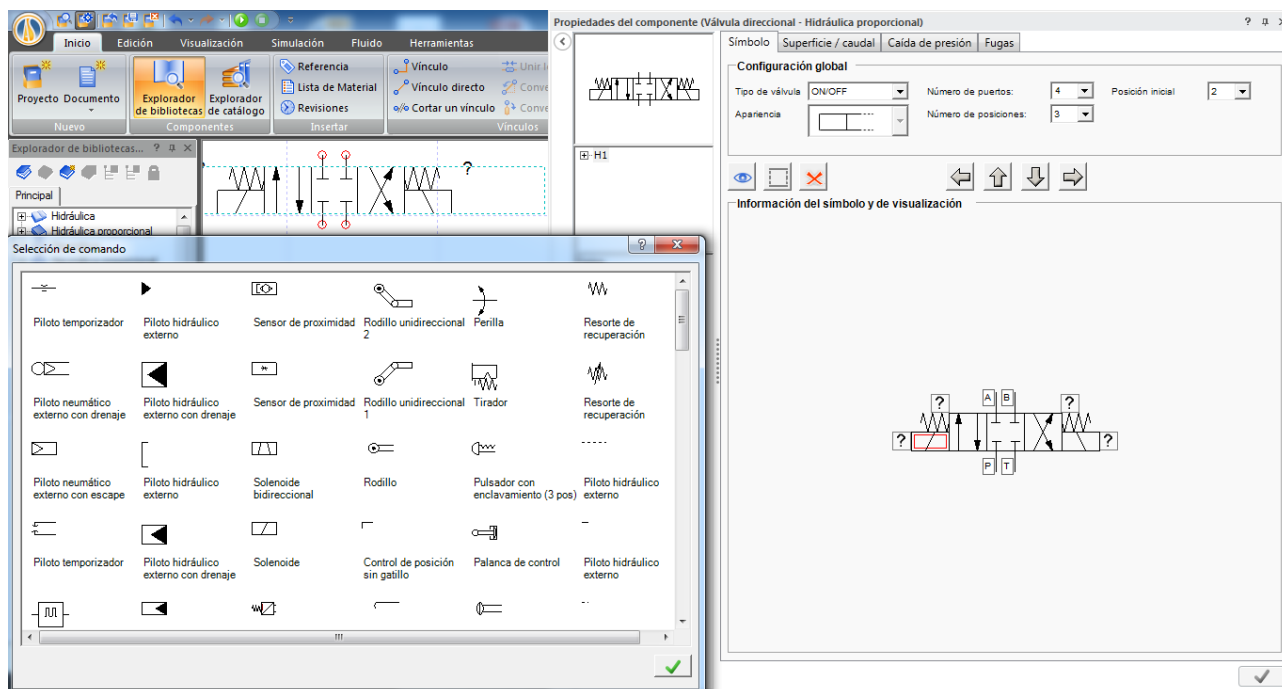 Inicio Edición Visualización Simulación Fluido Herramientas
Proyecto Documento
Explorador de bibliotecas
Explorador de catálogo
Referencia
Lista de Material
Revisiones
Vínculo
Vínculo directo
Cortar un vínculo
Unir
Conve
Conve
Nuevo Componentes Insertar Vínculos
Explorador de bibliotecas... ?
Principal
Hidráulica
Hidráulica proporcional
?
Selección de comando
?
Piloto temporizador
Piloto hidráulico externo
Sensor de proximidad
Rodillo unidireccional 2
Perilla
Resorte de recuperación
Piloto neumático externo con drenaje
Piloto hidráulico externo con drenaje
Sensor de proximidad
Rodillo unidireccional 1
Tirador
Resorte de recuperación
Piloto neumático externo con escape
Piloto hidráulico externo
Solenoide bidireccional
Rodillo
Pulsador con enclavamiento (3 pos)
Piloto hidráulico externo
Piloto temporizador
Piloto hidráulico externo con drenaje
Solenoide
Control de posición sin gatillo
Palanca de control
Piloto hidráulico externo
Propiedades del componente (Válvula direccional - Hidráulica proporcional) ?
H1
Símbolo Superficie / caudal Caída de presión Fugas
Configuración global
Tipo de válvula ON/OFF Número de puertos: 4 Posición inicial 2
Apariencia Número de posiciones: 3
Información del símbolo y de visualización
? A B ?
? ?
P T